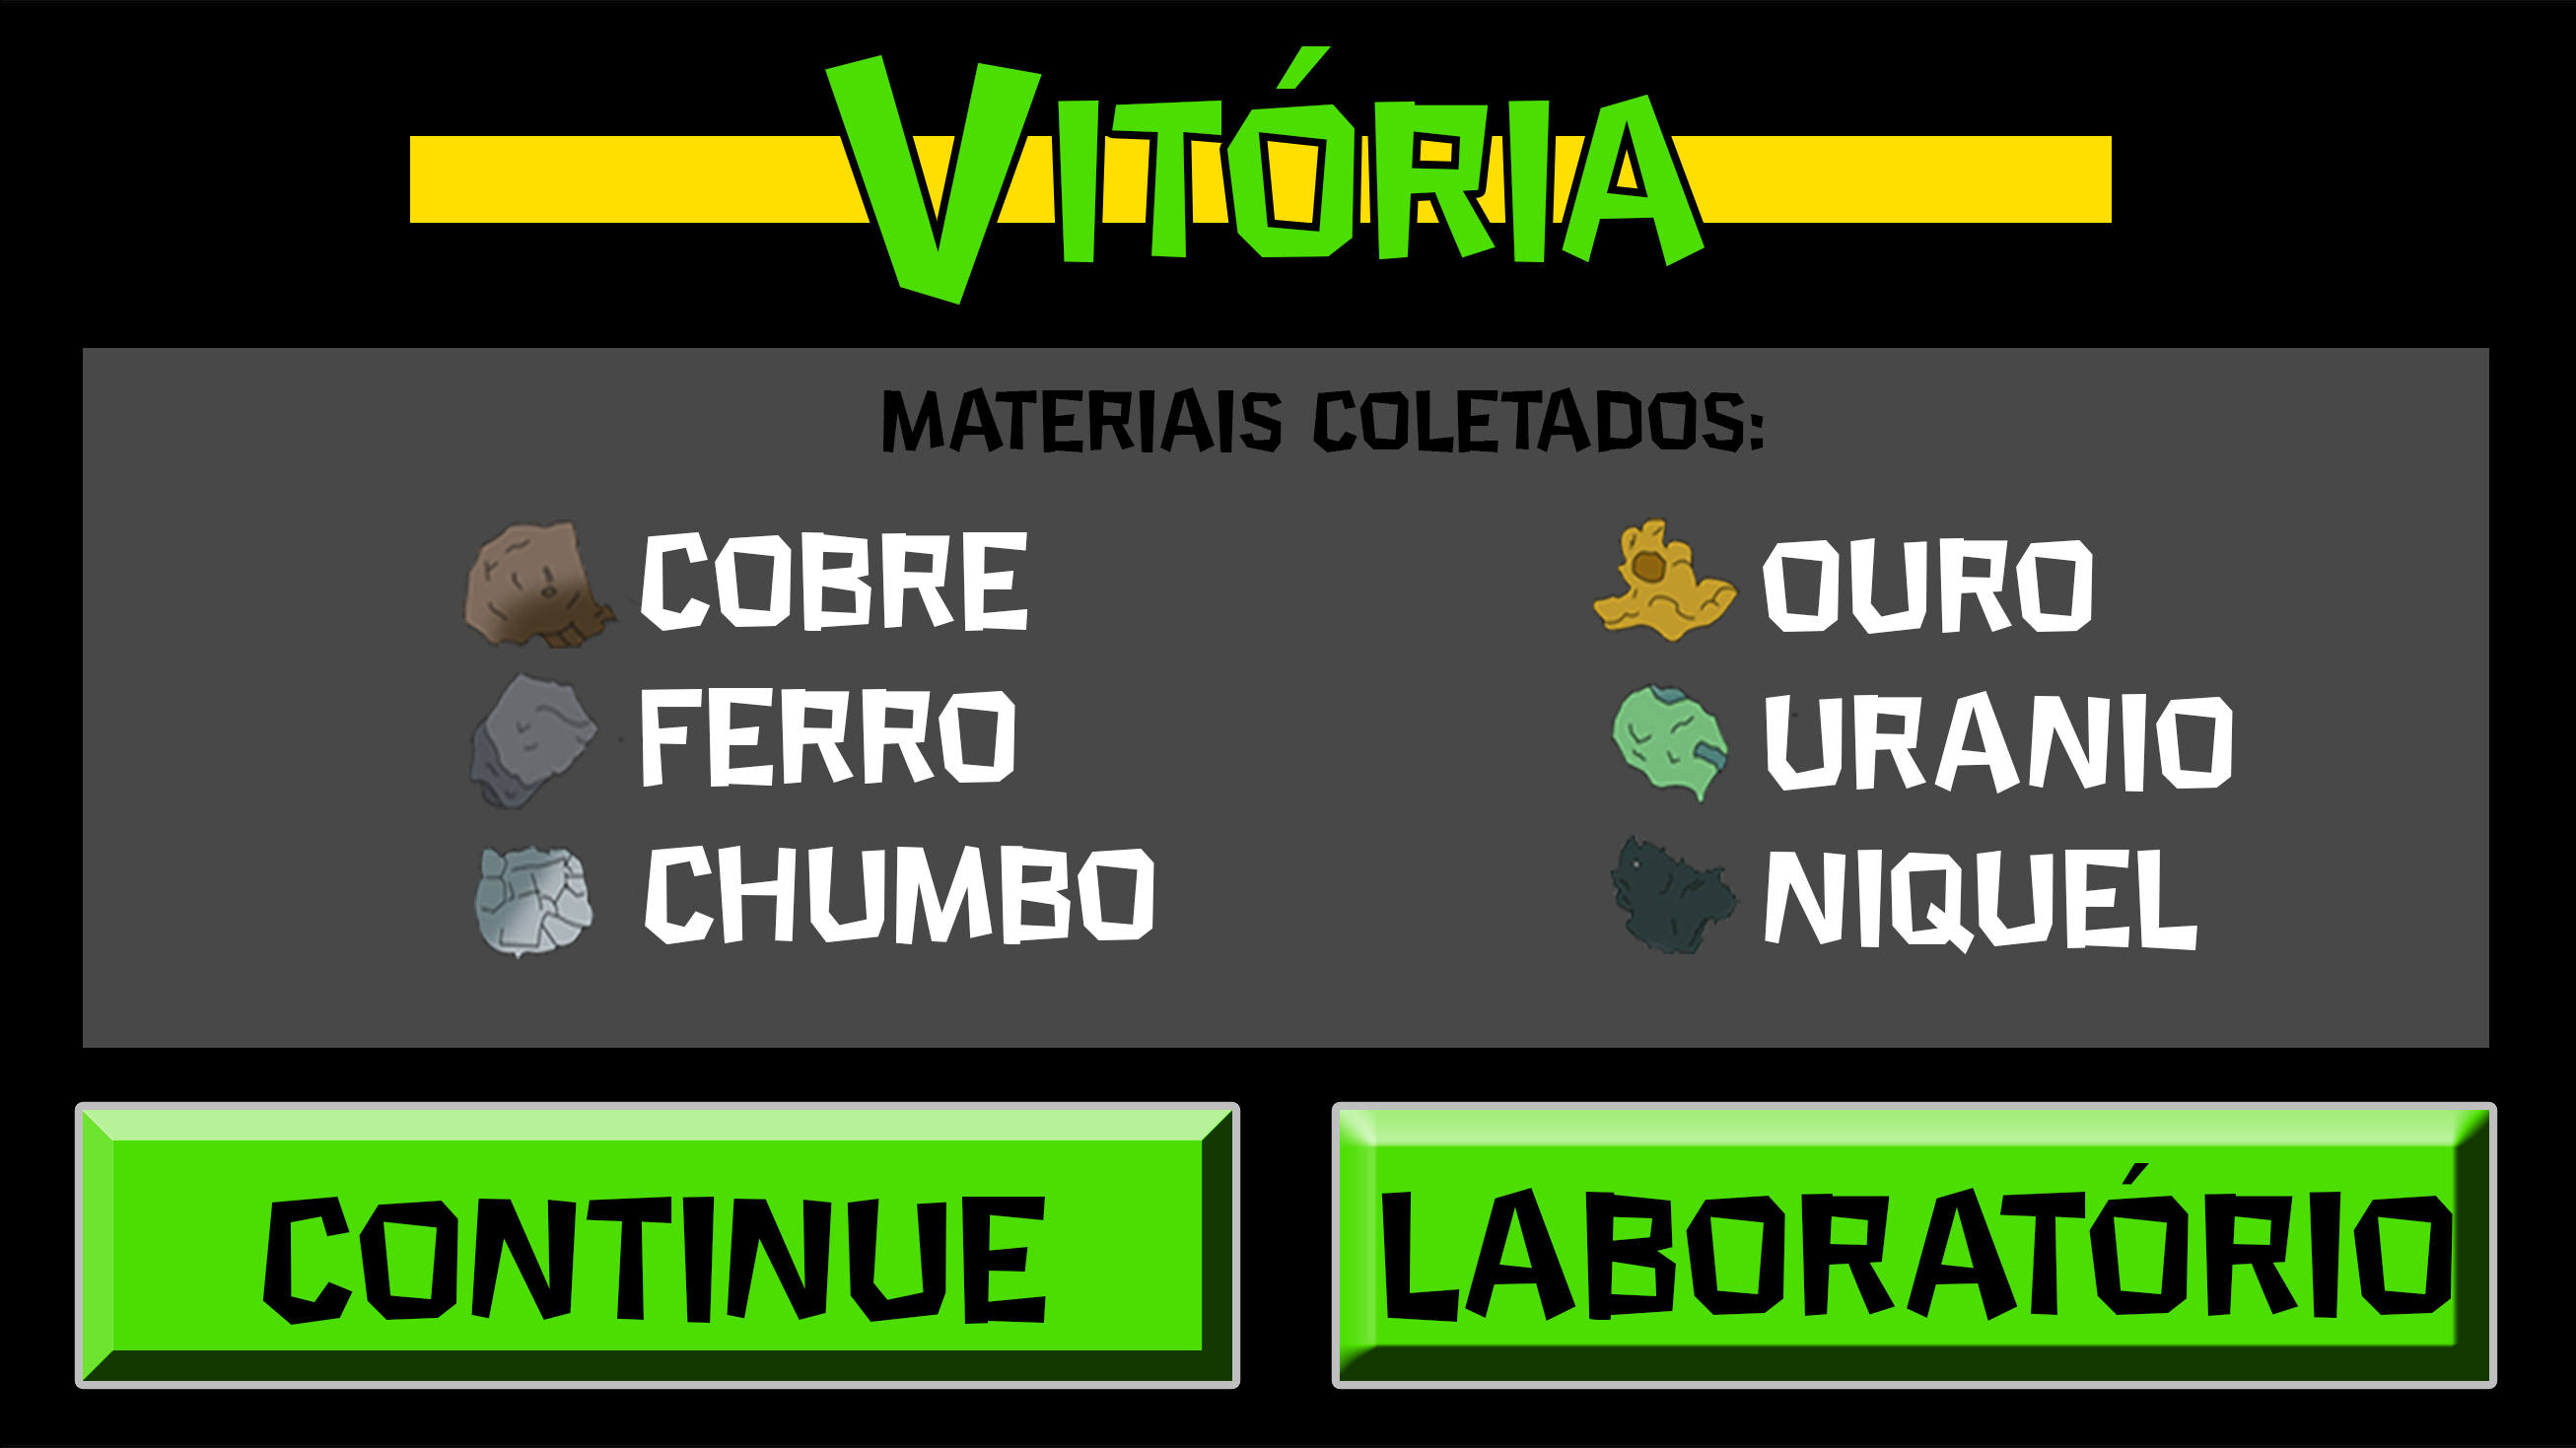 VITÓRIA
MATERIAIS COLETADOS:
COBRE
FERRO
CHUMBO
OURO
URANIO
NIQUEL
CONTINUE
LABORATÓRIO